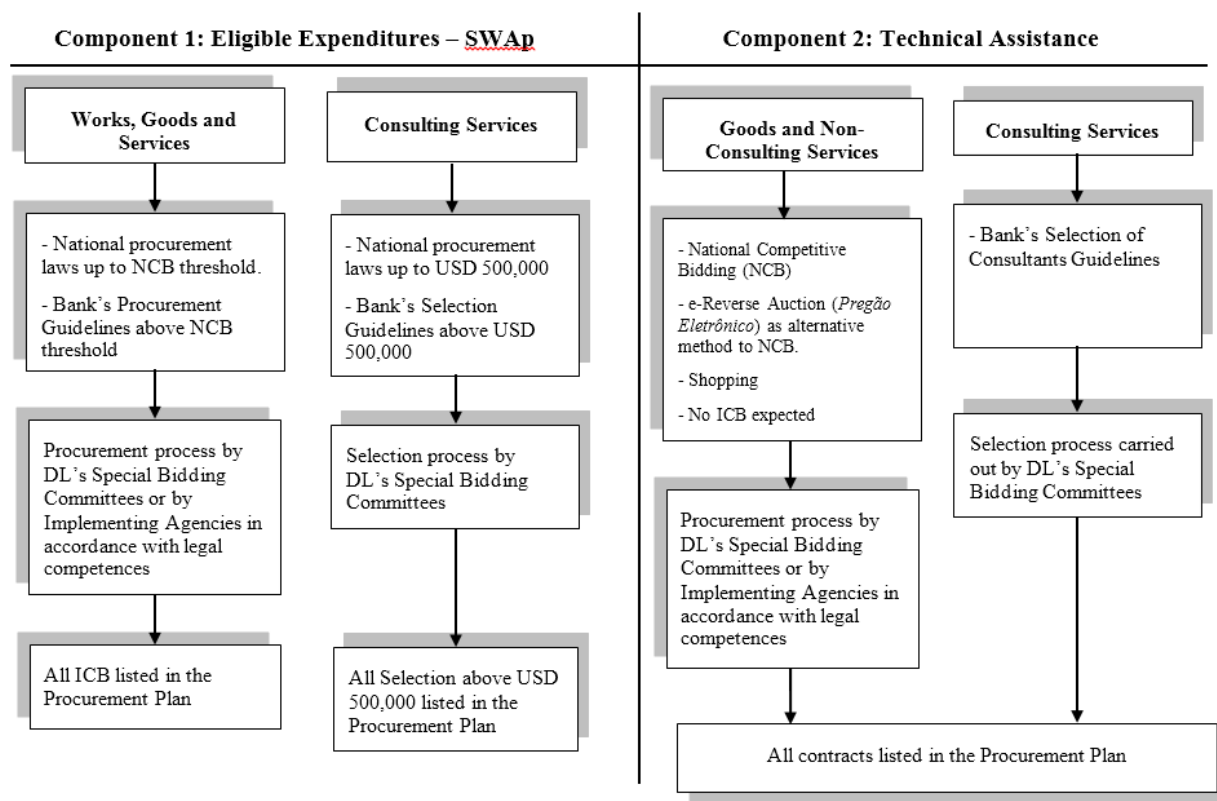 Component 1: Eligible Expenditures – SWAp
Works, Goods and
Services
- National procurement
laws up to NCB threshold.
- Bank’s Procurement
Guidelines above NCB
threshold
Procurement process by
DL’s Special Bidding
Committees or by
Implementing Agencies in
accordance with legal
competences
All ICB listed in the
Procurement Plan
Consulting Services
- National procurement
laws up to USD 500,000
- Bank’s Selection
Guidelines above USD
500,000
Selection process by
DL’s Special Bidding
Committees
All Selection above USD
500,000 listed in the
Procurement Plan
Component 2: Technical Assistance
Goods and Non-
Consulting Services
- National Competitive
Bidding (NCB)
- e-Reverse Auction (Pregão
Eletrônico) as alternative
method to NCB.
- Shopping
- No ICB expected
Procurement process by
DL’s Special Bidding
Committees or by
Implementing Agencies in
accordance with legal
competences
Consulting Services
- Bank’s Selection of
Consultants Guidelines
Selection process carried
out by DL’s Special
Bidding Committees
All contracts listed in the Procurement Plan